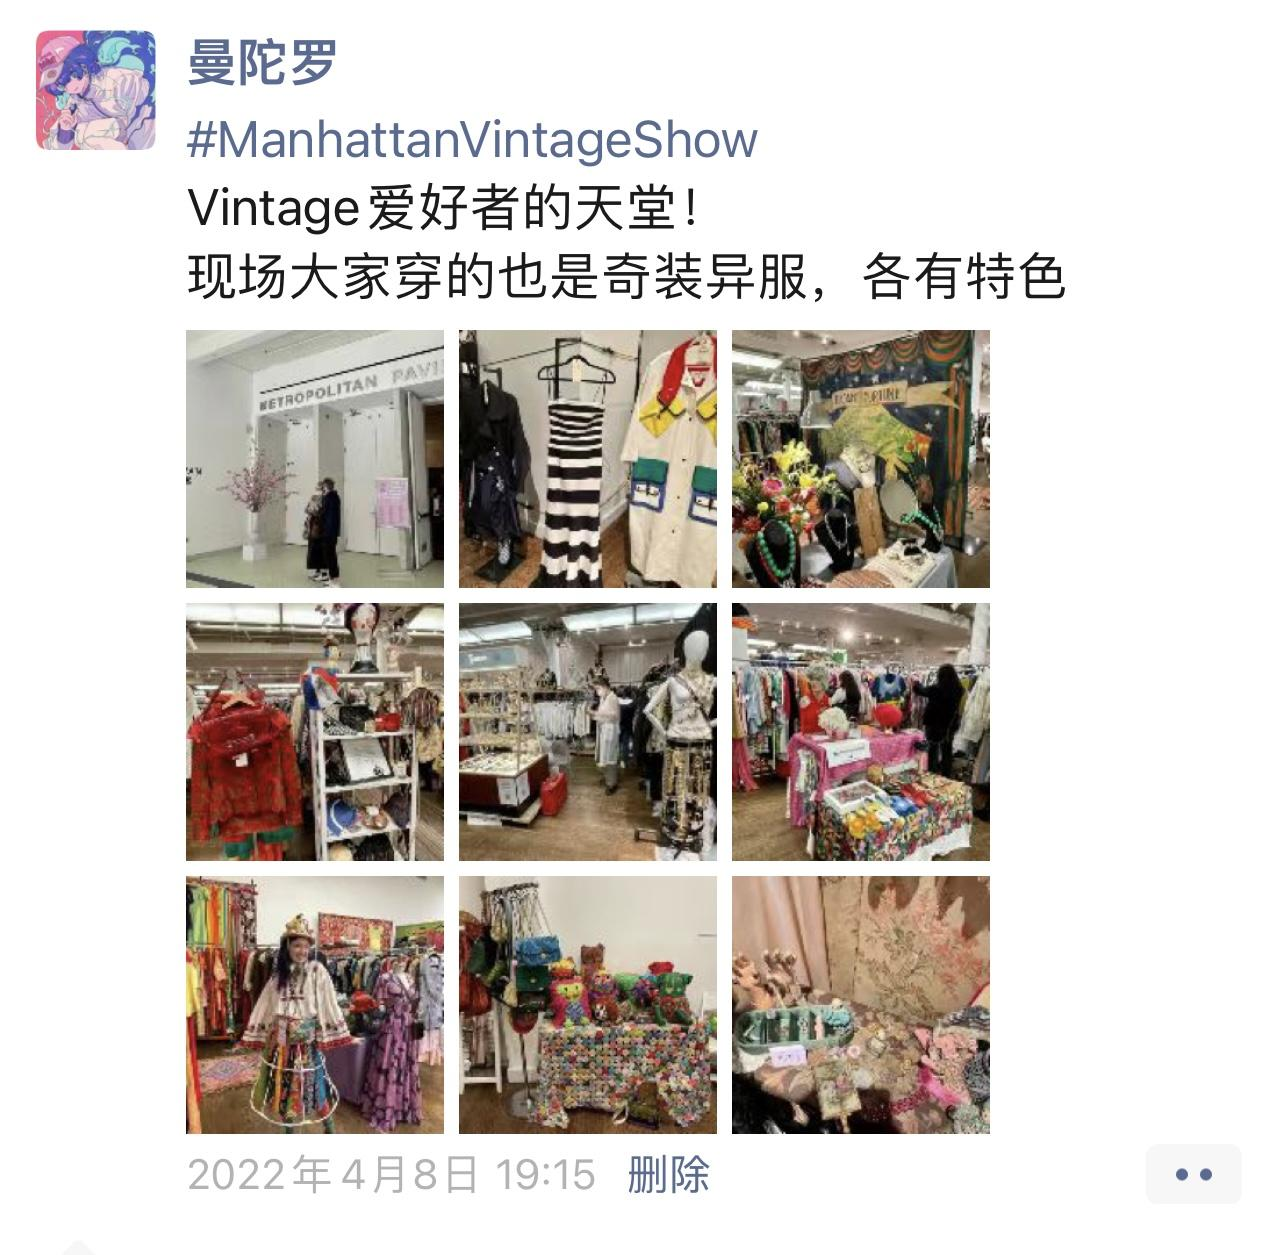 曼陀罗
#ManhattanVintageShow
Vintage爱好者的天堂！
现场大家穿的也是奇装异服，各有特色
METROPOLITAN PAVI
2022年4月8日 19:15 删除